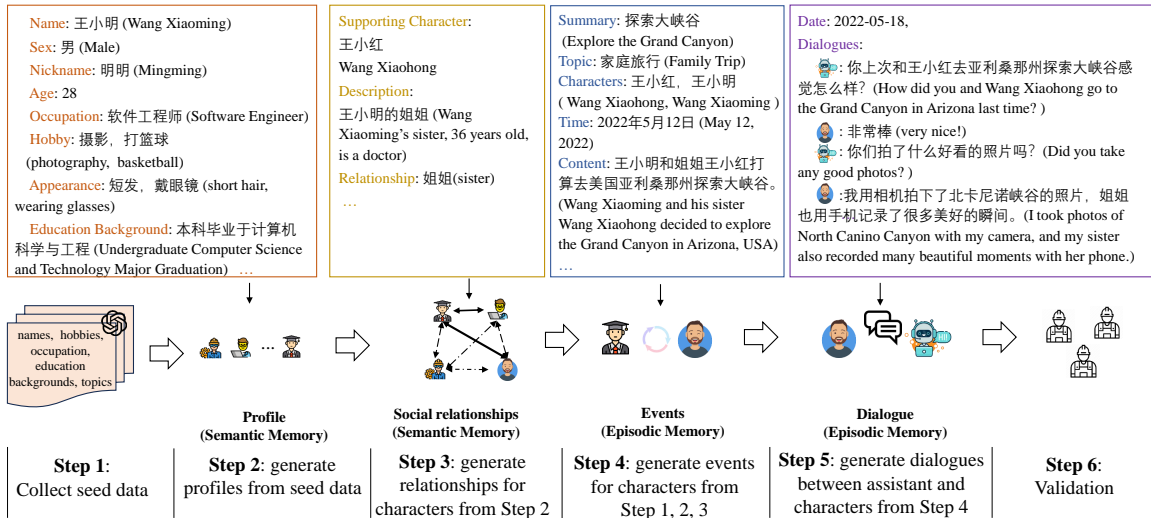 Name: 王小明 (Wang Xiaoming)
Sex: 男 (Male)
Nickname: 明明 (Mingming)
Age: 28
Occupation: 软件工程师 (Software Engineer)
Hobby: 摄影，打篮球
(photography, basketball)
Appearance: 短发，戴眼镜 (short hair,
wearing glasses)
Education Background: 本科毕业于计算机
科学与工程 (Undergraduate Computer Science
and Technology Major Graduation) …
Supporting Character:
王小红
Wang Xiaohong
Description:
王小明的姐姐 (Wang
Xiaoming's sister, 36 years old,
is a doctor)
Relationship: 姐姐(sister)
…
Summary: 探索大峡谷
(Explore the Grand Canyon)
Topic: 家庭旅行 (Family Trip)
Characters: 王小红，王小明
( Wang Xiaohong, Wang Xiaoming )
Time: 2022年5月12日 (May 12,
2022)
Content: 王小明和姐姐王小红打
算去美国亚利桑那州探索大峡谷。
(Wang Xiaoming and his sister
Wang Xiaohong decided to explore
the Grand Canyon in Arizona, USA)
…
Date: 2022-05-18,
Dialogues:
: 你上次和王小红去亚利桑那州探索大峡谷感
觉怎么样？(How did you and Wang Xiaohong go to
the Grand Canyon in Arizona last time? )
: 非常棒 (very nice!)
: 你们拍了什么好看的照片吗？(Did you take
any good photos? )
:我用相机拍下了北卡尼诺峡谷的照片，姐姐
也用手机记录了很多美好的瞬间。(I took photos of
North Canino Canyon with my camera, and my sister
also recorded many beautiful moments with her phone.)
names, hobbies,
occupation,
education
backgrounds, topics
…
Profile
(Semantic Memory)
Social relationships
(Semantic Memory)
Events
(Episodic Memory)
Dialogue
(Episodic Memory)
Step 1:
Collect seed data
Step 2: generate
profiles from seed data
Step 3: generate
relationships for
characters from Step 2
Step 4: generate events
for characters from
Step 1, 2, 3
Step 5: generate dialogues
between assistant and
characters from Step 4
Step 6:
Validation